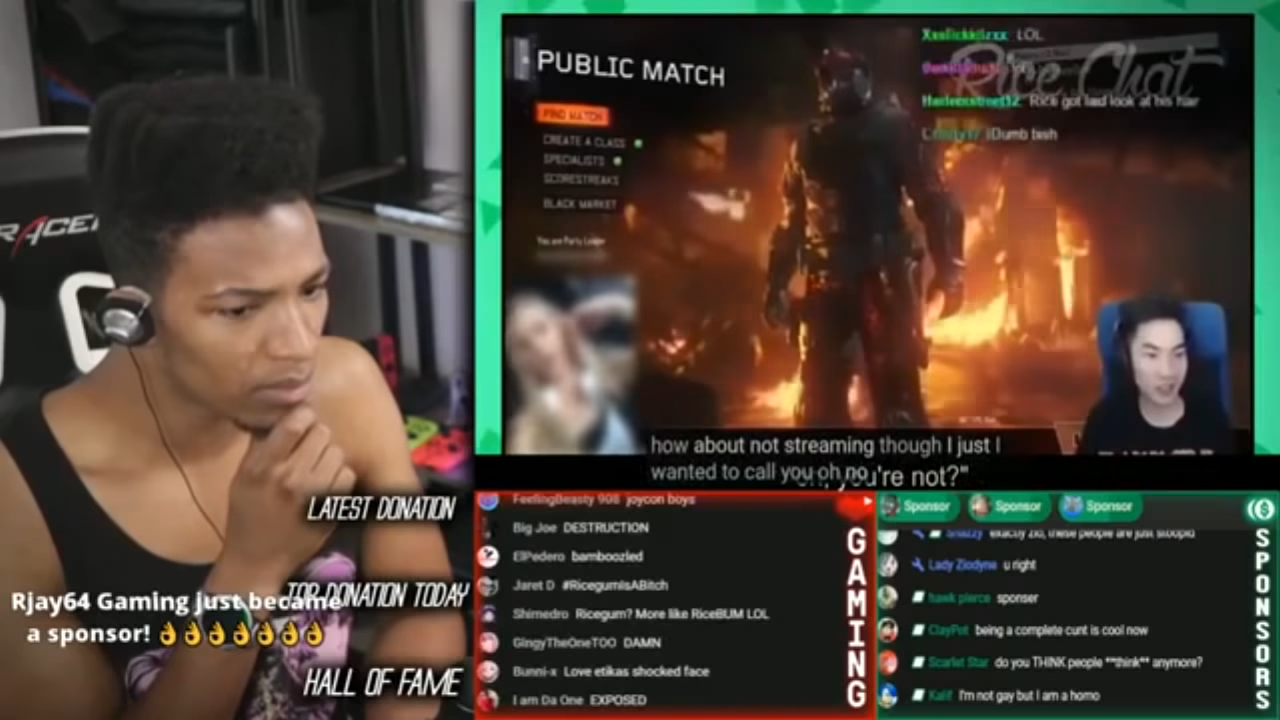 RACER
LATEST DONATION
TOP DONATION TODAY
Rjay64 Gaming just became
a sponsor! 👌👌👌👌👌👌👌
HALL OF FAME
PUBLIC MATCH
FIND MATCH
CREATE A CLASS
SPECIALISTS
SCORESTREAKS
BLACK MARKET
You are Party Leader
LOL
Rice Chat
Rice got laid look at his hair
Dumb bish
how about not streaming though I just I
wanted to call you oh no
you're not?"
FeelingBeasty 908 joycon boys
Big Joe DESTRUCTION
ElPedero bamboozled
Jaret D #RicegumIsABitch
Shimedro Ricegum? More like RiceBUM LOL
GingyTheOneTOO DAMN
Bunni-x Love etikas shocked face
I am Da One EXPOSED
GAMING
Sponsor Sponsor Sponsor
Snazzy exactly zio, these people are just stoopid
Lady Ziodyne u right
hawk pierce sponser
ClayPot being a complete cunt is cool now
Scarlet Star do you THINK people **think** anymore?
Kalif I'm not gay but I am a homo
SPONSORS